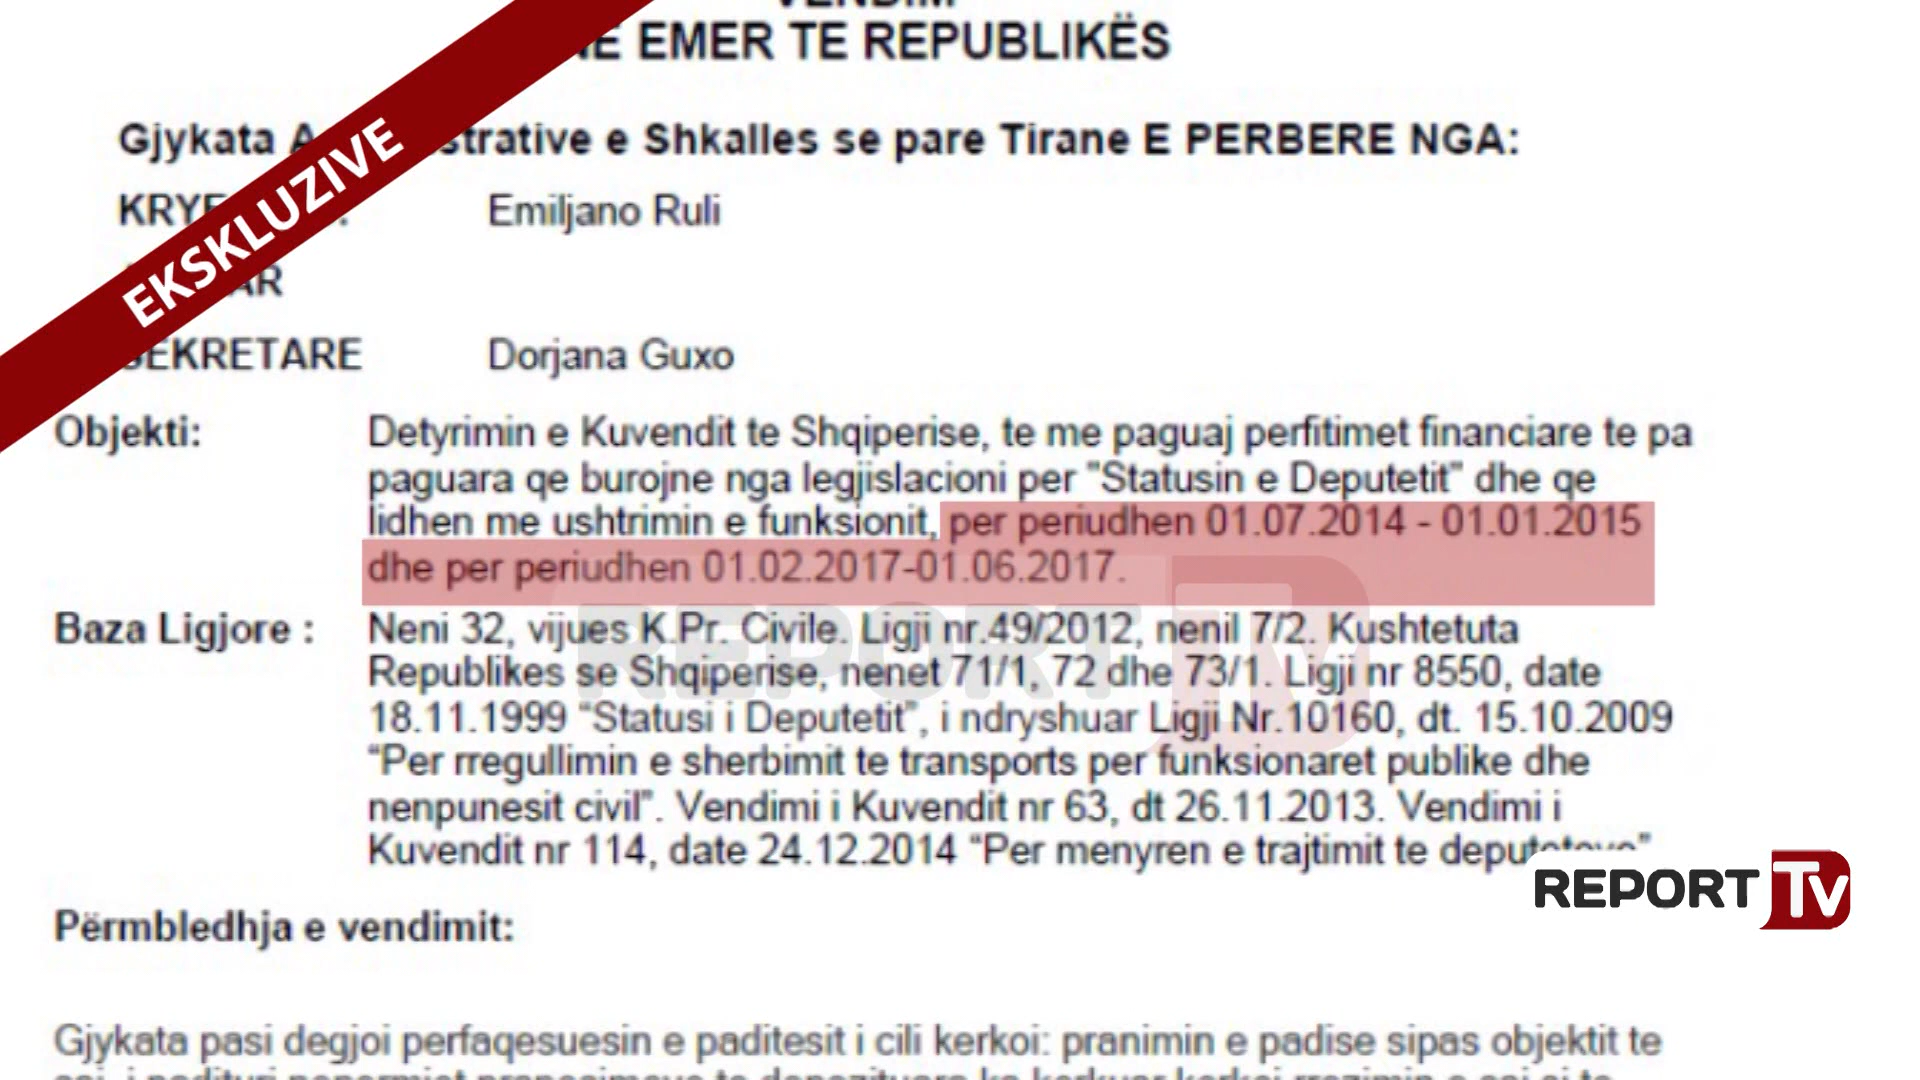 VENDIM
NE EMER TE REPUBLIKËS
Gjykata A strative e Shkalles se pare Tirane E PERBERE NGA:
EKSKLUZIVE
Emiljano Ruli
SEKRETARE Dorjana Guxo
Objekti: Detyrimin e Kuvendit te Shqiperise, te me paguaj perfitimet financiare te pa
paguara qe burojne nga legjislacioni per "Statusin e Deputetit" dhe qe
lidhen me ushtrimin e funksionit, per periudhen 01.07.2014 - 01.01.2015
dhe per periudhen 01.02.2017-01.06.2017.
Baza Ligjore : Neni 32, vijues K.Pr. Civile. Ligji nr.49/2012, nenil 7/2. Kushtetuta
Republikes se Shqiperise, nenet 71/1, 72 dhe 73/1. Ligji nr 8550, date
18.11.1999 “Statusi i Deputetit”, i ndryshuar Ligji Nr.10160, dt. 15.10.2009
“Per rregullimin e sherbimit te transports per funksionaret publike dhe
nenpunesit civil”. Vendimi i Kuvendit nr 63, dt 26.11.2013. Vendimi i
Kuvendit nr 114, date 24.12.2014 “Per menyren e trajtimit te deputeteve”
REPORT Tv
Përmbledhja e vendimit:
Gjykata pasi degjoi perfaqesuesin e paditesit i cili kerkoi: pranimin e padise sipas objektit te